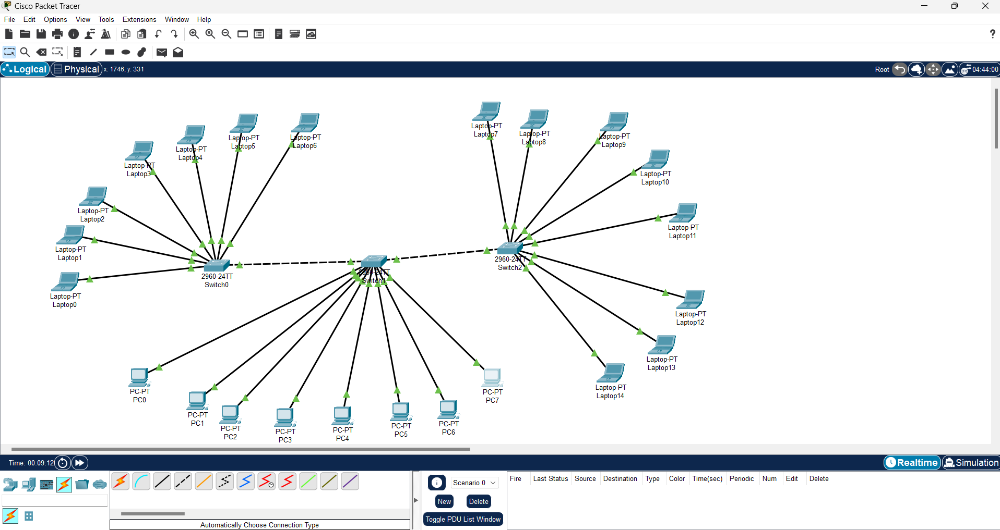 Cisco Packet Tracer
File Edit Options View Tools Extensions Window Help
?
Logical Physical x: 1746, y: 331 Root 04:44:00
Laptop-PT
Laptop0
Laptop-PT
Laptop1
Laptop-PT
Laptop2
Laptop-PT
Laptop3
Laptop-PT
Laptop4
Laptop-PT
Laptop5
Laptop-PT
Laptop6
Laptop-PT
Laptop7
Laptop-PT
Laptop8
Laptop-PT
Laptop9
Laptop-PT
Laptop10
Laptop-PT
Laptop11
Laptop-PT
Laptop12
Laptop-PT
Laptop13
Laptop-PT
Laptop14
2960-24TT
Switch0
2960-24TT
Switch1
2960-24TT
Switch2
PC-PT
PC0
PC-PT
PC1
PC-PT
PC2
PC-PT
PC3
PC-PT
PC4
PC-PT
PC5
PC-PT
PC6
PC-PT
PC7
Time: 00:09:12 Realtime Simulation
Scenario 0
New Delete
Toggle PDU List Window
Fire Last Status Source Destination Type Color Time(sec) Periodic Num Edit Delete
Automatically Choose Connection Type